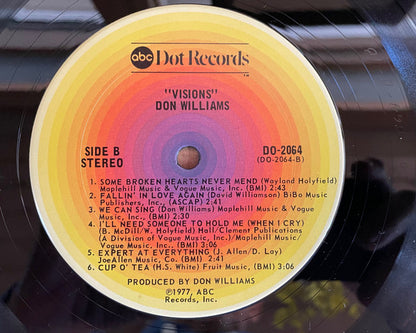 abc Dot Records
"VISIONS"
DON WILLIAMS
SIDE B
STEREO
DO-2064
(DO-2064-B)
1. SOME BROKEN HEARTS NEVER MEND (Wayland Holyfield)
Maplehill Music & Vogue Music, Inc. (BMI) 2:43
2. FALLIN' IN LOVE AGAIN (David Williamson) BiBo Music
Publishers, Inc., (ASCAP) 2:21
3. WE CAN SING (Don Williams) Maplehill Music & Vogue
Music, Inc. (BMI) 2:30
4. I'LL NEED SOMEONE TO HOLD ME (WHEN I CRY)
(B. McDill/W. Holyfield) Hall/Clement Publications
(A Division of Vogue Music, Inc.)/Maplehill Music/
Vogue Music, Inc. (BMI) 3:06
5. EXPERT AT EVERYTHING (J. Allen/D. Lay)
JoeAllen Music, Co. (BMI) 2:41
6. CUP O' TEA (H.S. White) Fruit Music, (BMI) 3:06
PRODUCED BY DON WILLIAMS
℗1977, ABC
Records, Inc.